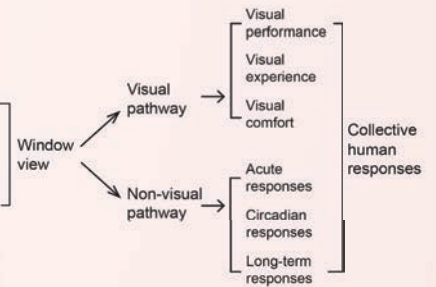 Window
view
Visual
pathway
Non-visual
pathway
Visual
performance
Visual
experience
Visual
comfort
Acute
responses
Circadian
responses
Long-term
responses
Collective
human
responses